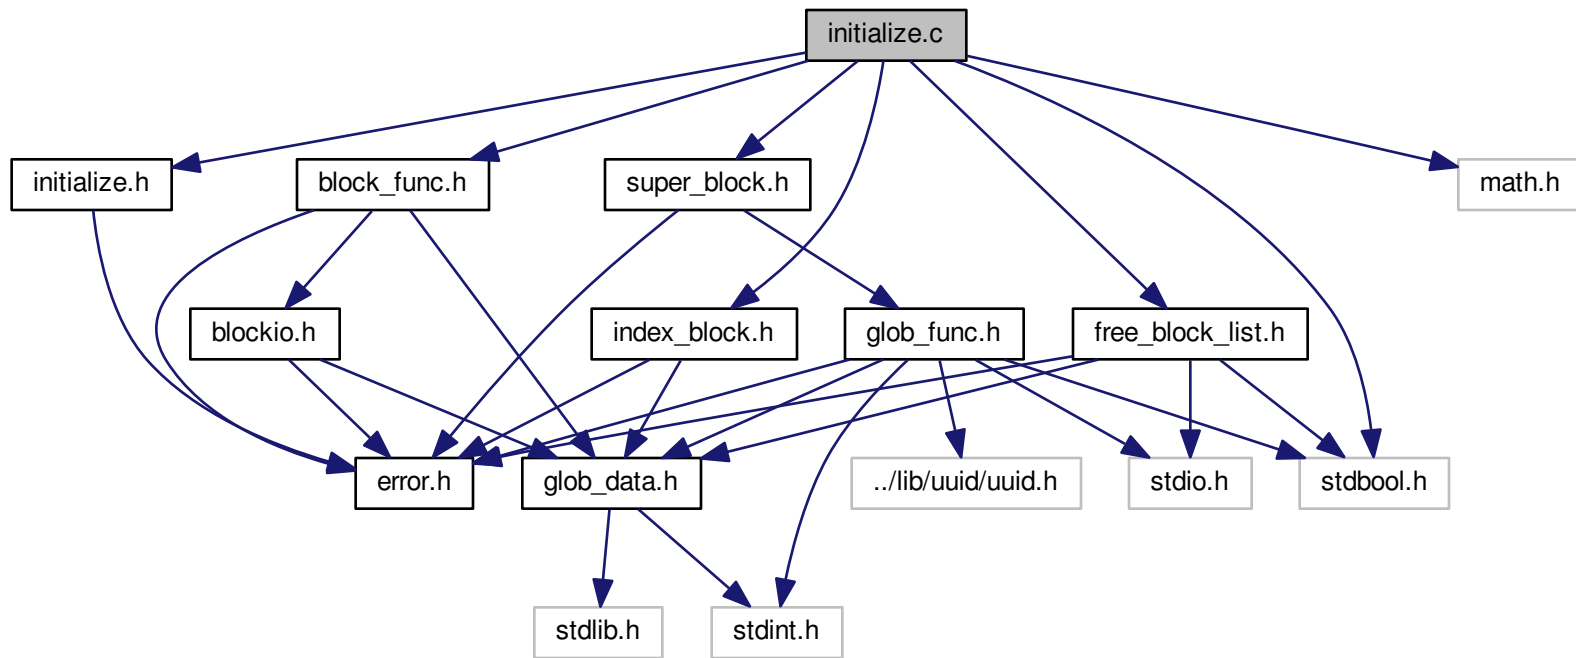 initialize.c
initialize.h
block_func.h
super_block.h
math.h
blockio.h
index_block.h
glob_func.h
free_block_list.h
error.h
glob_data.h
../lib/uuid/uuid.h
stdio.h
stdbool.h
stdlib.h
stdint.h